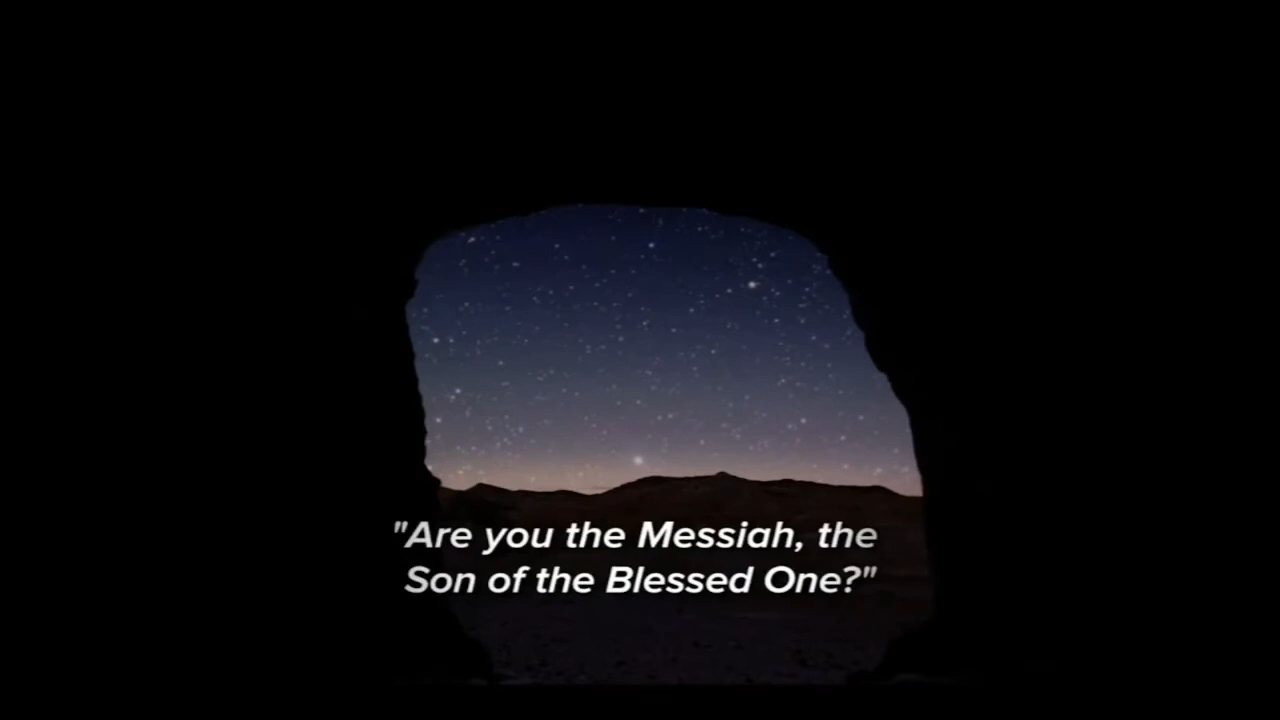 "Are you the Messiah, the
Son of the Blessed One?"